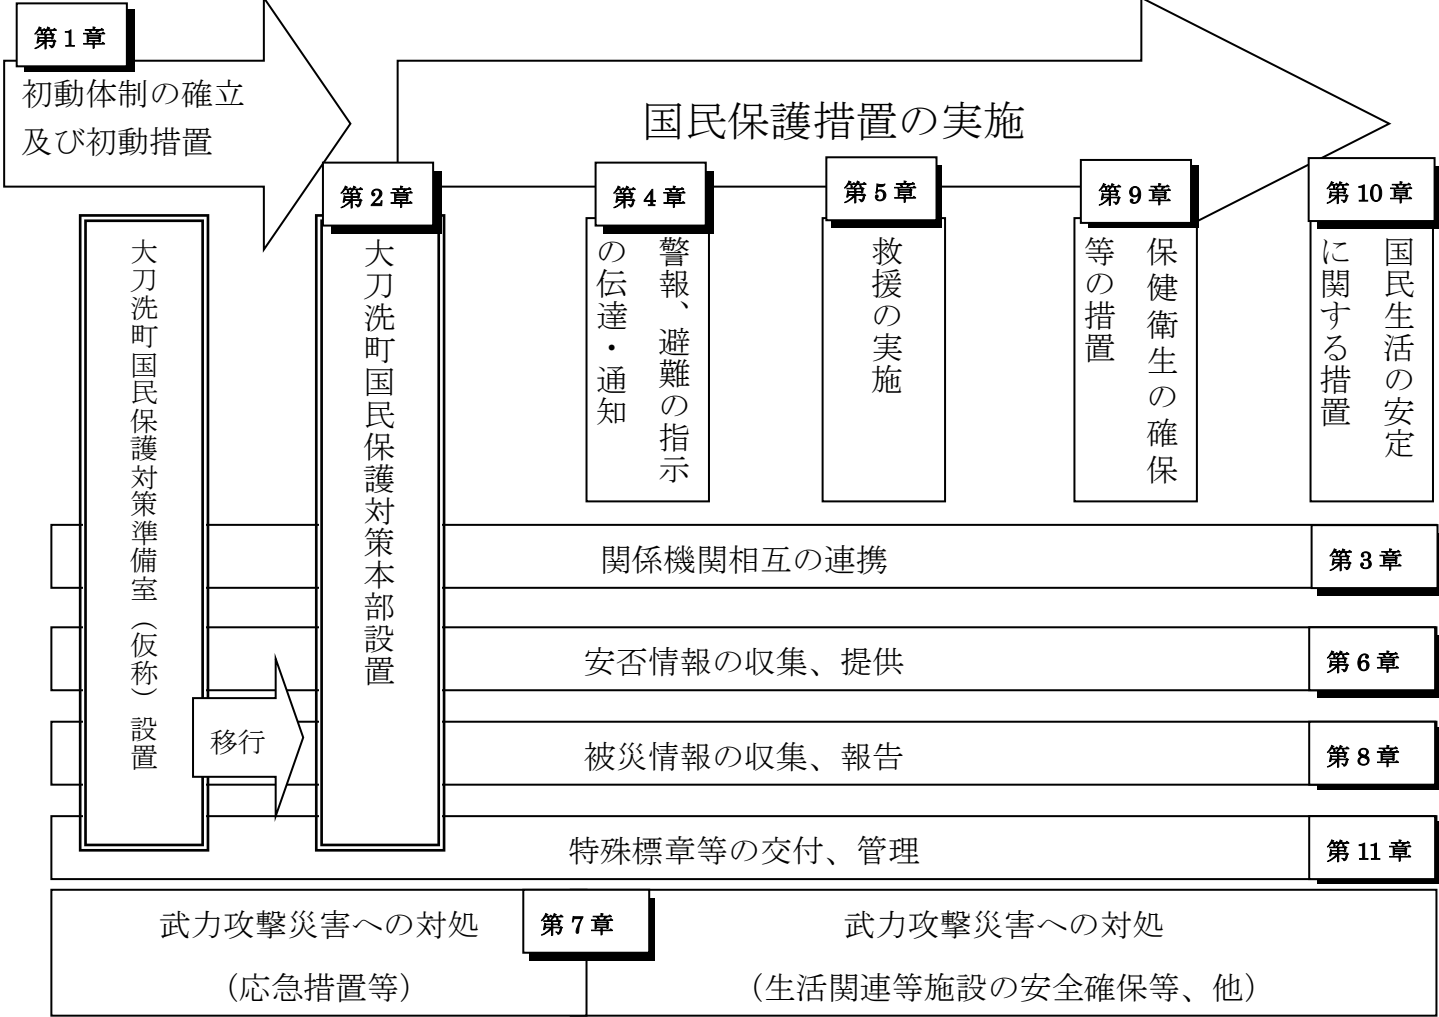 第1章
初動体制の確立
及び初動措置
国民保護措置の実施
第2章
第4章
第5章
第9章
第10章
大刀洗町国民保護対策準備室（仮称）設置
移行
大刀洗町国民保護対策本部設置
警報、避難の指示
の伝達・通知
救援の実施
保健衛生の確保
等の措置
国民生活の安定
に関する措置
関係機関相互の連携
第3章
安否情報の収集、提供
第6章
被災情報の収集、報告
第8章
特殊標章等の交付、管理
第11章
武力攻撃災害への対処
（応急措置等）
第7章
武力攻撃災害への対処
（生活関連等施設の安全確保等、他）